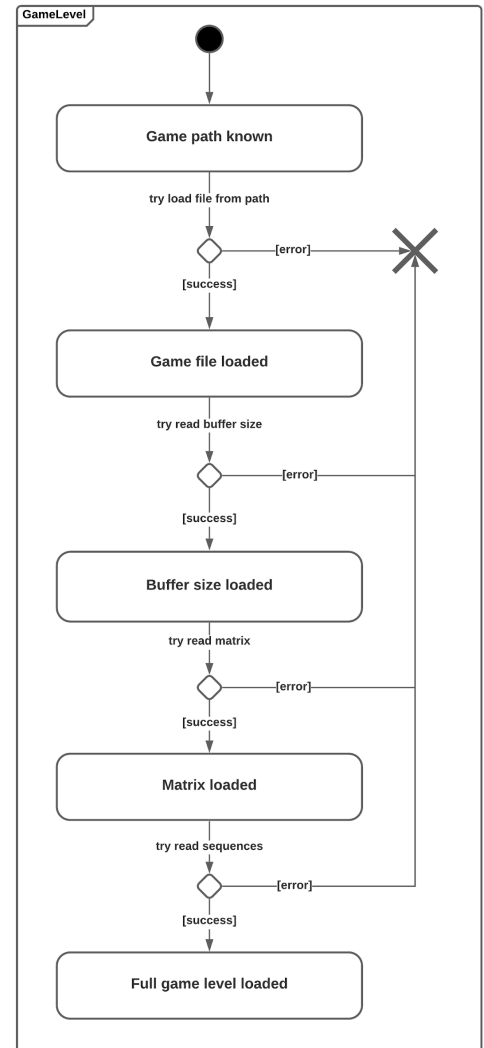 GameLevel
Game path known
try load file from path
[error]
[success]
Game file loaded
try read buffer size
[error]
[success]
Buffer size loaded
try read matrix
[error]
[success]
Matrix loaded
try read sequences
[error]
[success]
Full game level loaded